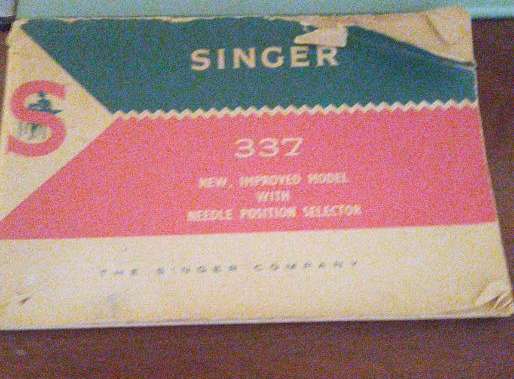 SINGER
S
337
NEW, IMPROVED MODEL
WITH
NEEDLE POSITION SELECTOR
THE SINGER COMPANY